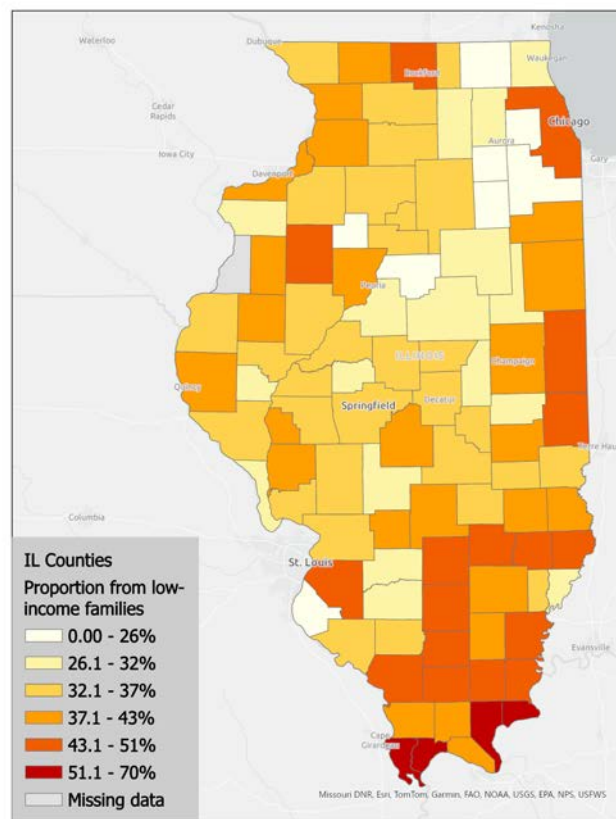 Kenosha
Waterloo
Dubuque
Waukegan
Rockford
Cedar
Rapids
Chicago
Aurora
Iowa City
Gary
Davenport
Peoria
ILLINOIS
Champaign
Quincy
Springfield
Decatur
Terre Hau
Columbia
St. Louis
Evansville
Cape
Girardeau
IL Counties
Proportion from low-
income families
0.00 - 26%
26.1 - 32%
32.1 - 37%
37.1 - 43%
43.1 - 51%
51.1 - 70%
Missing data
Missouri DNR, Esri, TomTom, Garmin, FAO, NOAA, USGS, EPA, NPS, USFWS